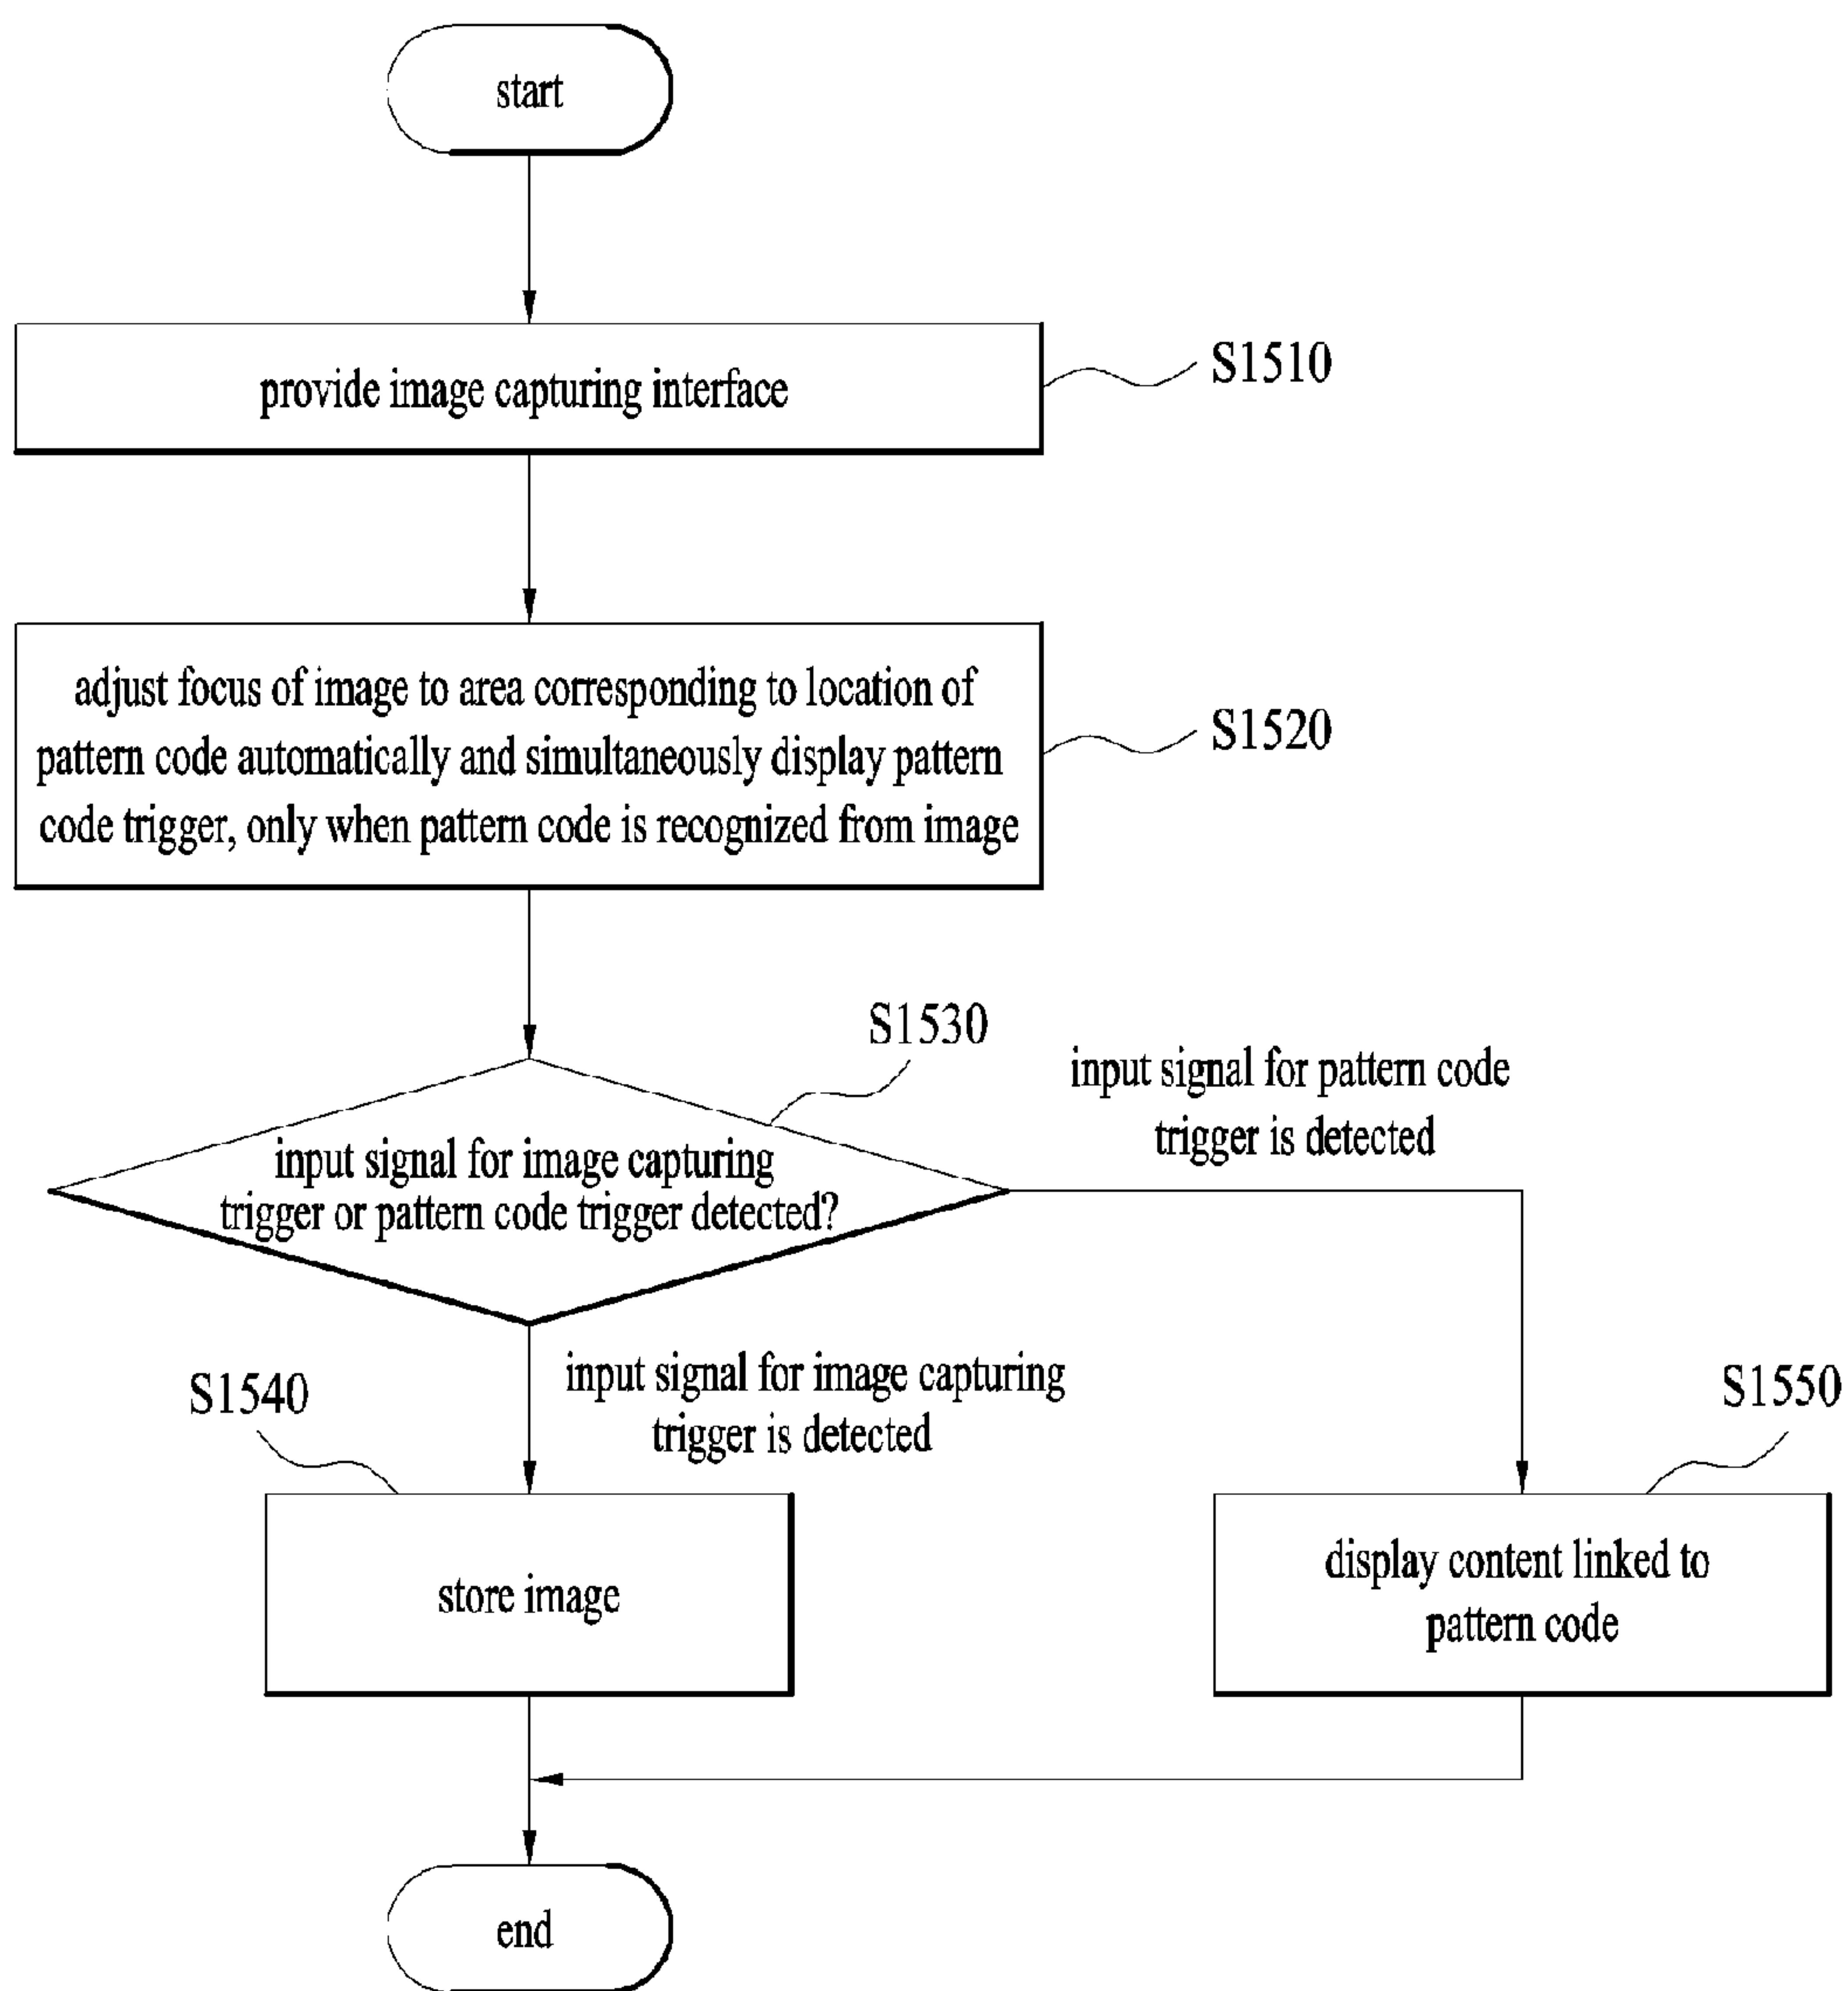 start
provide image capturing interface
S1510
adjust focus of image to area corresponding to location of
pattern code automatically and simultaneously display pattern
code trigger, only when pattern code is recognized from image
S1520
S1530
input signal for image capturing
trigger or pattern code trigger detected?
input signal for pattern code
trigger is detected
input signal for image capturing
trigger is detected
S1540
store image
S1550
display content linked to
pattern code
end